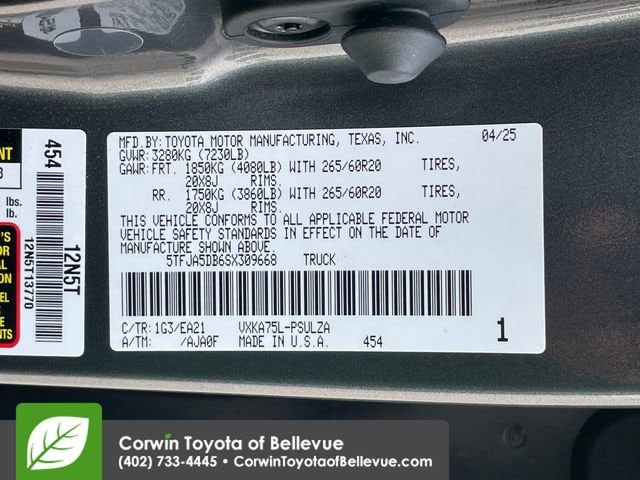 MFD.BY: TOYOTA MOTOR MANUFACTURING, TEXAS, INC. 04/25
GVWR: 3280KG (7230LB)
GAWR: FRT. 1850KG (4080LB) WITH 265/60R20 TIRES,
20X8J RIMS
RR. 1750KG (3860LB) WITH 265/60R20 TIRES,
20X8J RIMS
THIS VEHICLE CONFORMS TO ALL APPLICABLE FEDERAL MOTOR
VEHICLE SAFETY STANDARDS IN EFFECT ON THE DATE OF
MANUFACTURE SHOWN ABOVE.
5TFJA5DB6SX309668 TRUCK
C/TR: 1G3/EA21 VXKA75L-PSULZA
A/TM: /AJA0F MADE IN U.S.A. 454
1
454
12N5T
12N5T13770
lbs.
lb.
Corwin Toyota of Bellevue
(402) 733-4445 • CorwinToyotaofBellevue.com